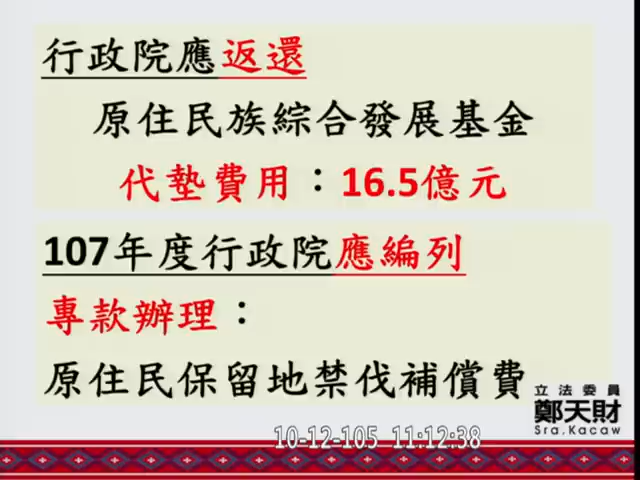 行政院應返還
原住民族綜合發展基金
代墊費用：16.5億元
107年度行政院應編列
專款辦理：
原住民保留地禁伐補償費
立法委員
鄭天財
Sra.Kacaw
10-12-105 11:12:38